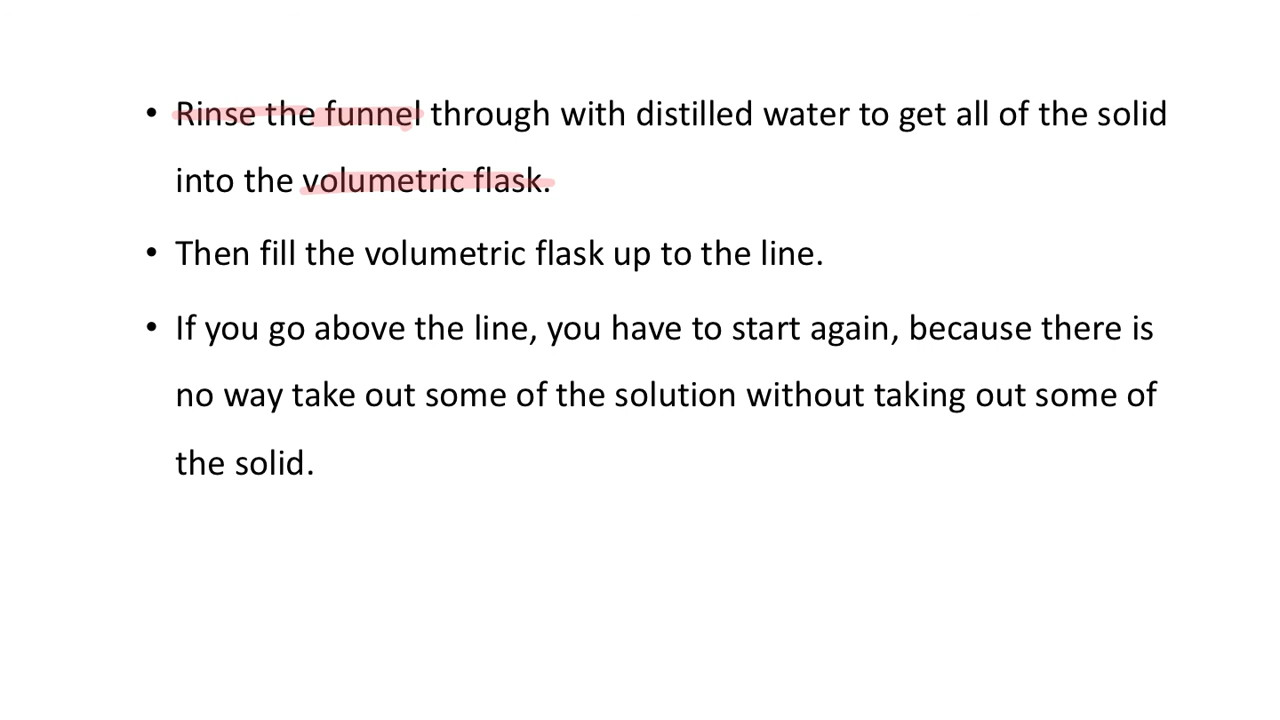 • Rinse the funnel through with distilled water to get all of the solid
into the volumetric flask.
• Then fill the volumetric flask up to the line.
• If you go above the line, you have to start again, because there is
no way take out some of the solution without taking out some of
the solid.